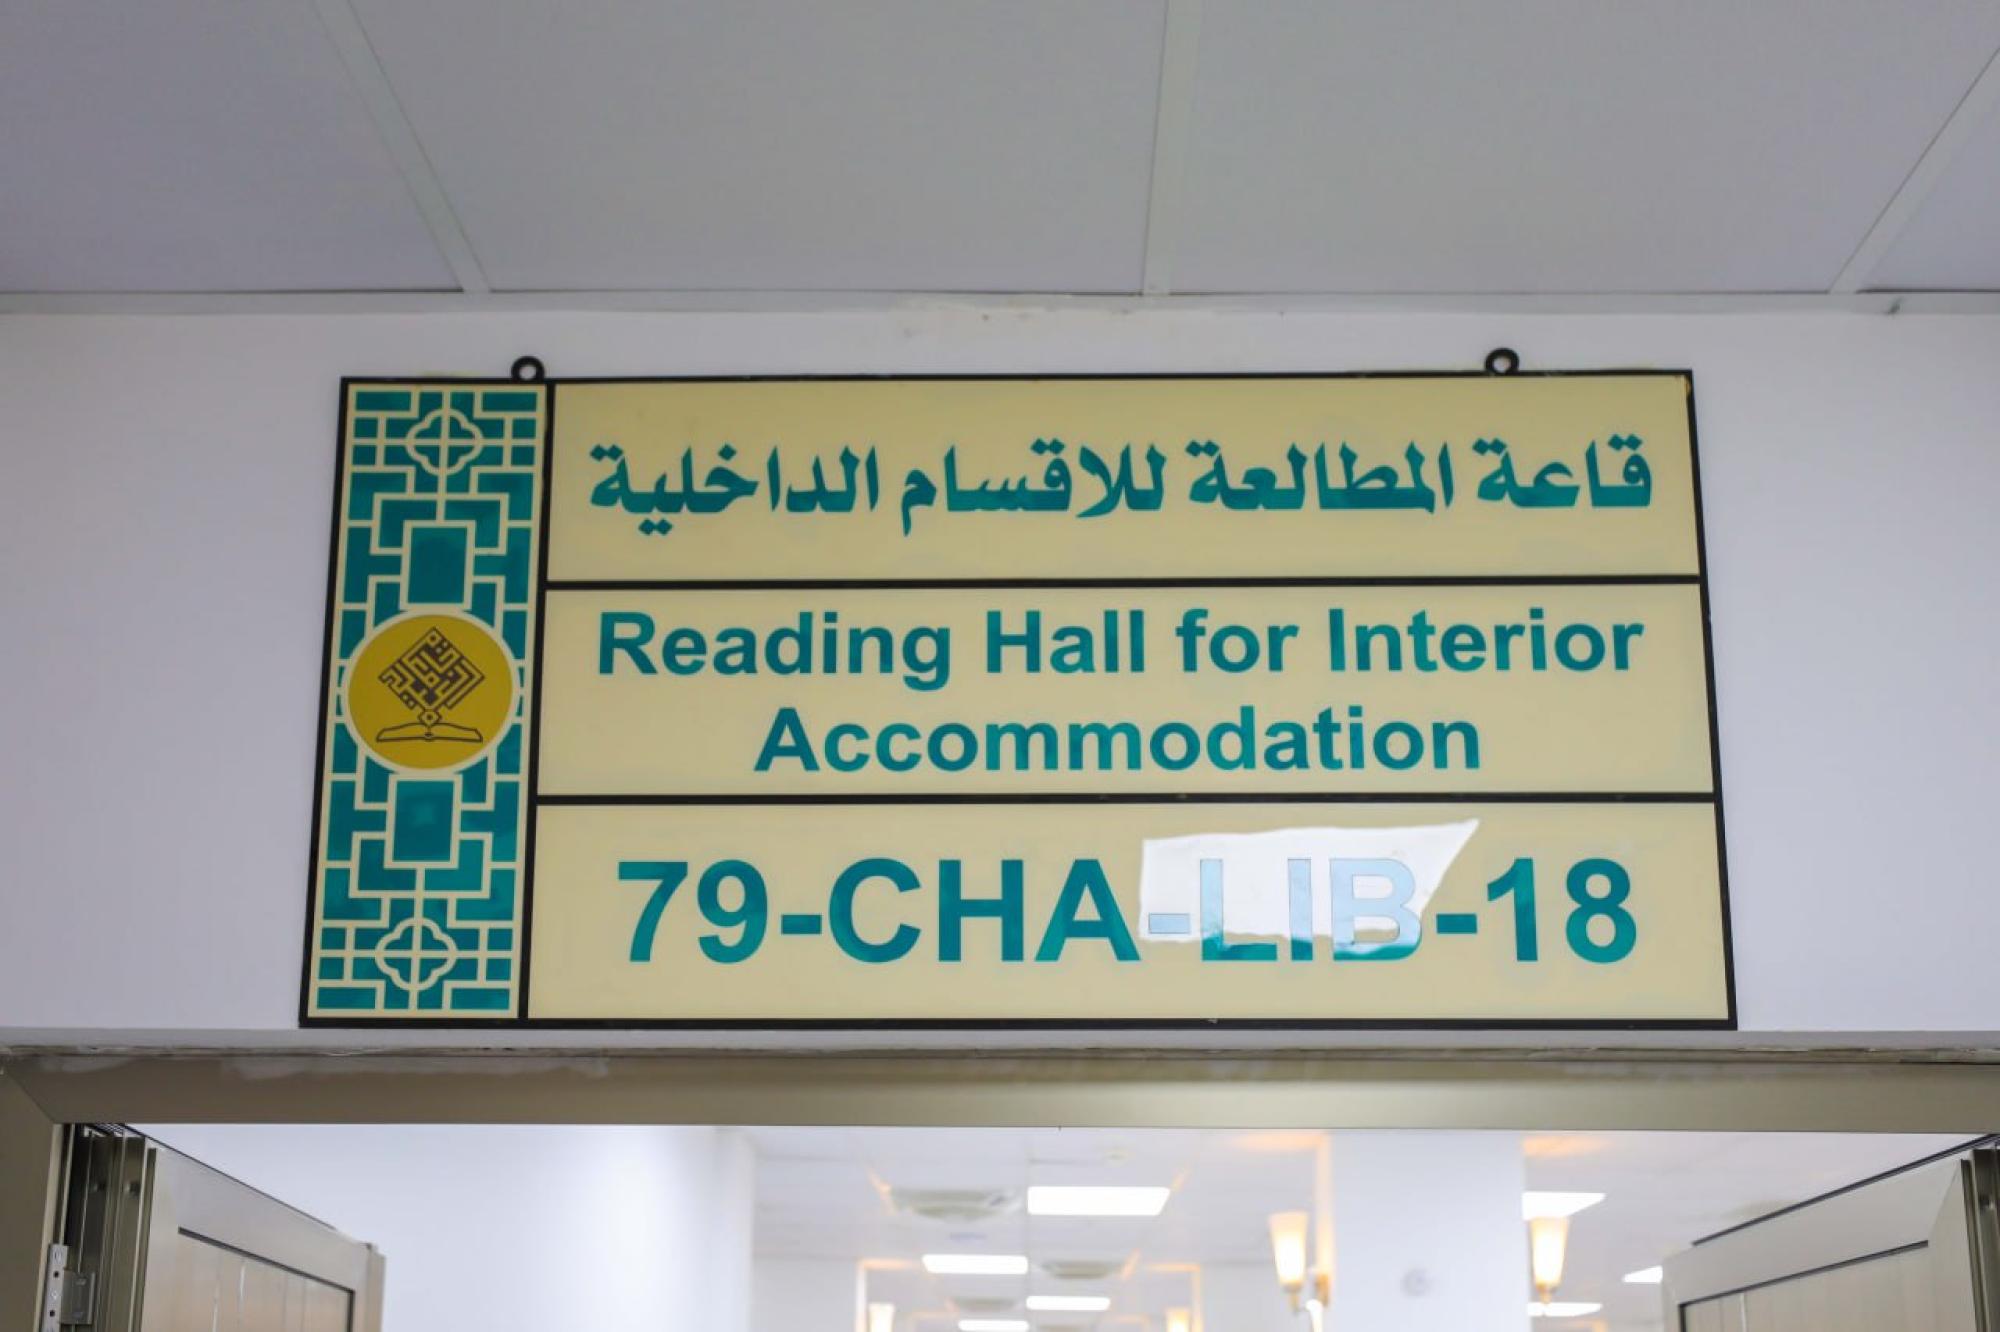 قاعة المطالعة للاقسام الداخلية
Reading Hall for Interior
Accommodation
79-CHA-LIB-18